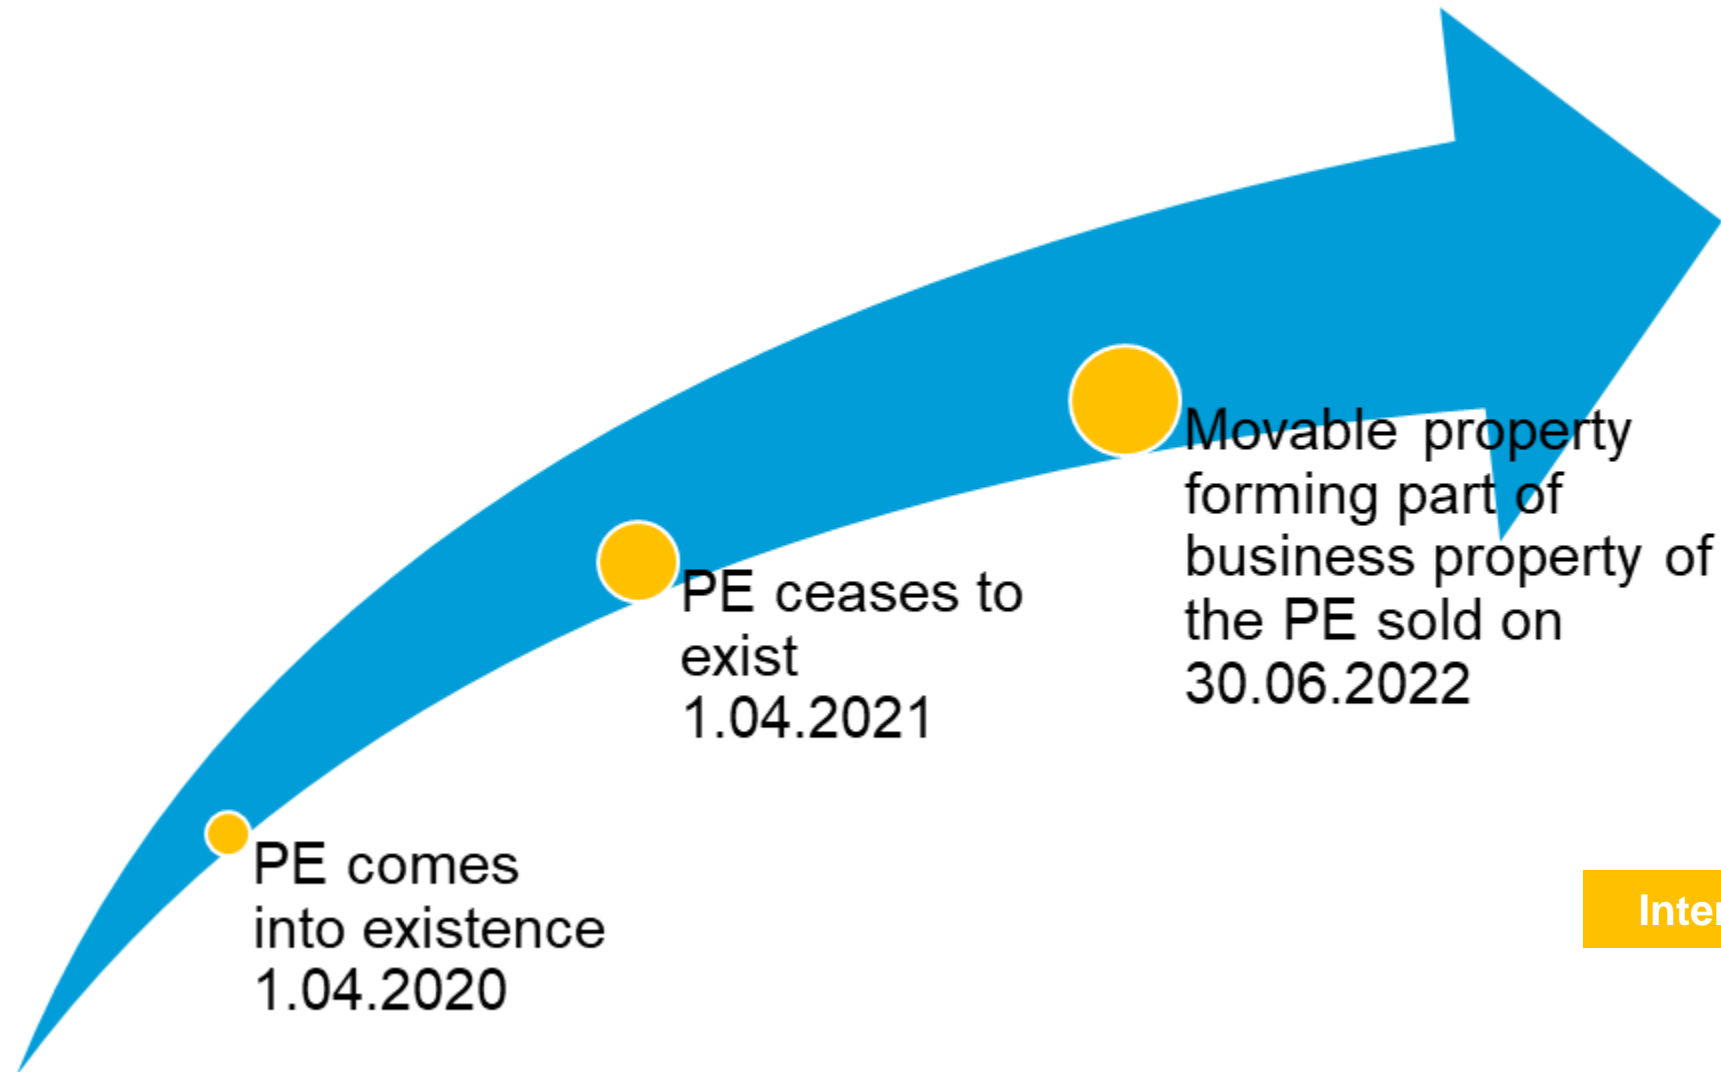 Movable property
forming part of
business property of
the PE sold on
30.06.2022
PE ceases to
exist
1.04.2021
PE comes
into existence
1.04.2020